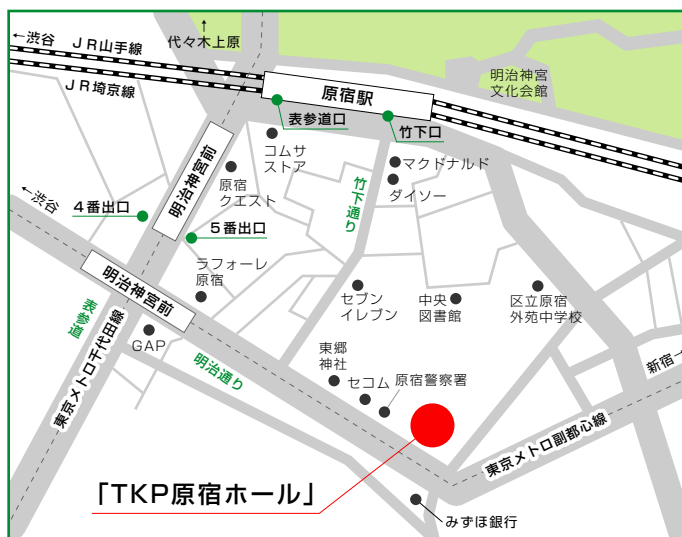 ←渋谷
JR山手線
↑
代々木上原
JR埼京線
原宿駅
明治神宮
文化会館
表参道口
竹下口
コムサ
ストア
マクドナルド
ダイソー
明治神宮前
原宿
クエスト
竹下通り
←渋谷
4番出口
5番出口
明治神宮前
ラフォーレ
原宿
セブン
イレブン
中央
図書館
区立原宿
外苑中学校
表参道
GAP
明治通り
東京メトロ千代田線
東郷
神社
セコム
原宿警察署
東京メトロ副都心線
「TKP原宿ホール」
みずほ銀行